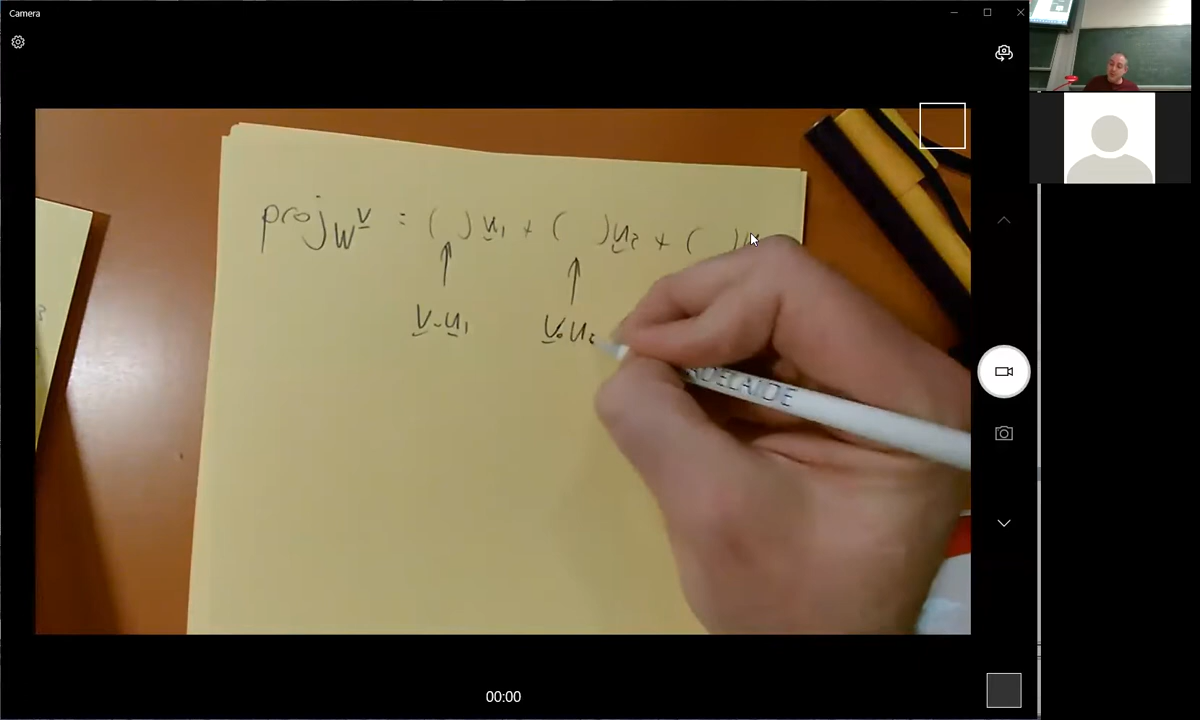 Camera
proj_W v = ( ) u₁ + ( ) u₂ + ( )
v·u₁ v·u₂
ADELAIDE
00:00